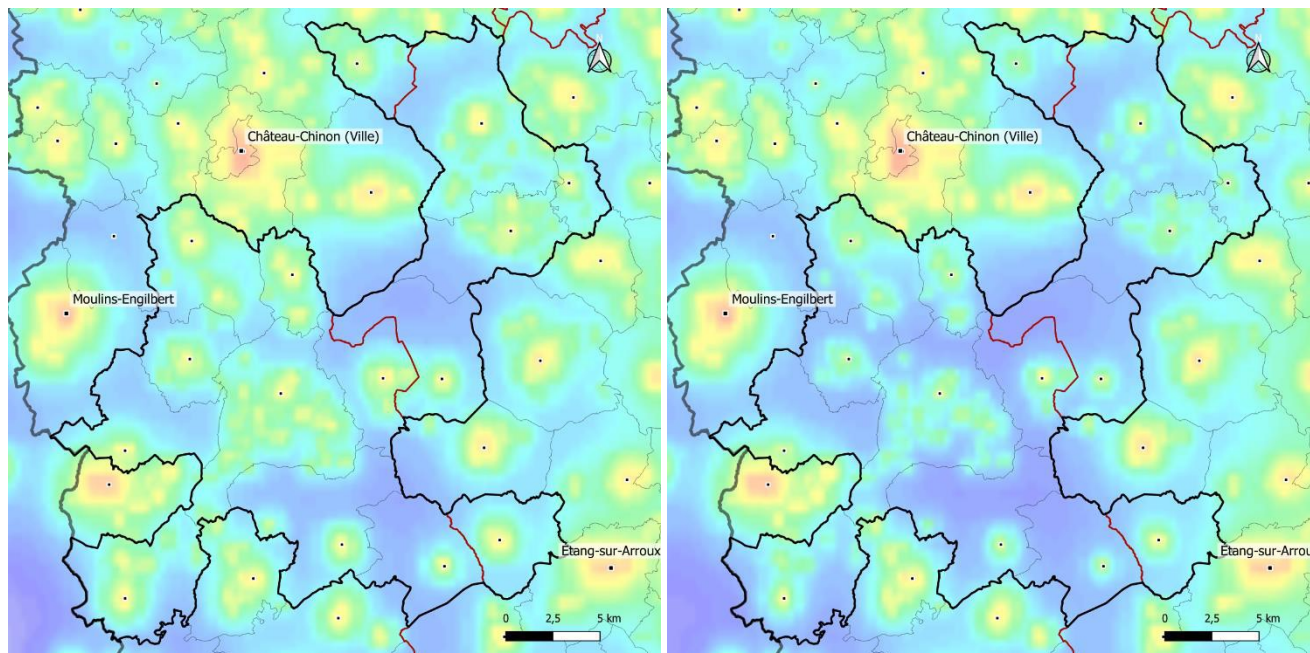 N
Château-Chinon (Ville)
Moulins-Engilbert
Étang-sur-Arroux
0 2,5 5 km
N
Château-Chinon (Ville)
Moulins-Engilbert
Étang-sur-Arrou
0 2,5 5 km